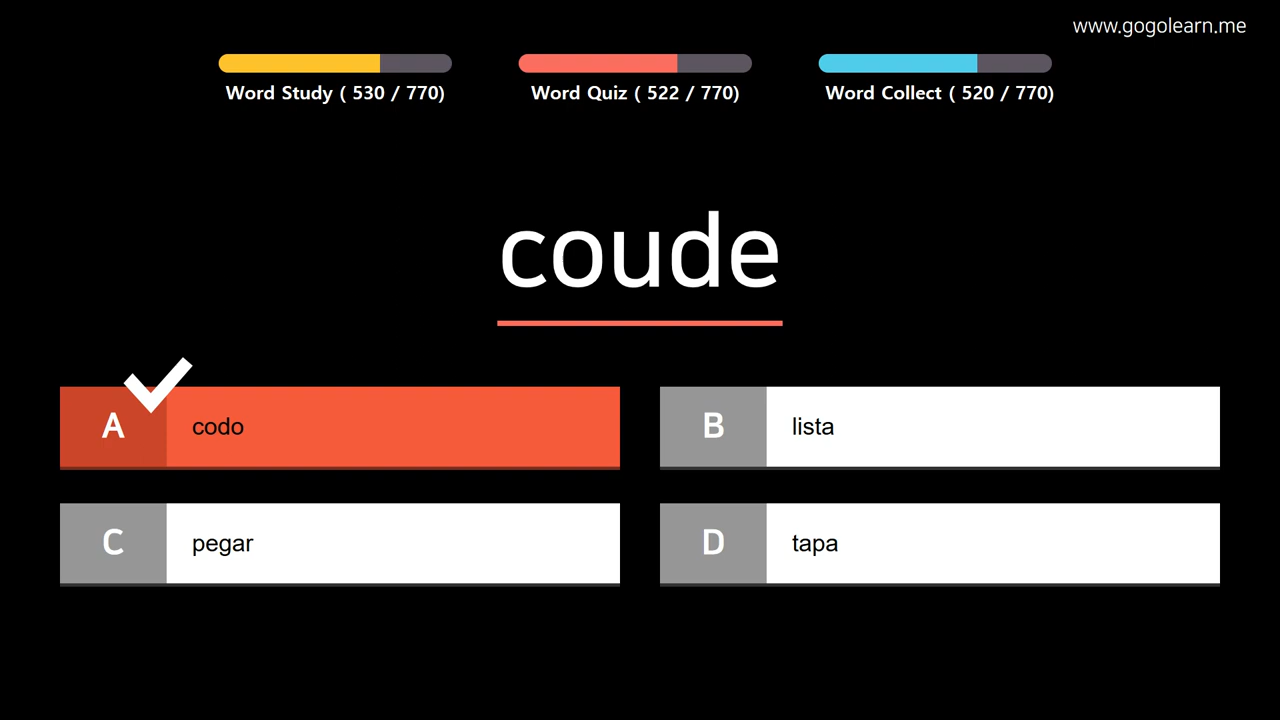 www.gogolearn.me
Word Study ( 530 / 770)
Word Quiz ( 522 / 770)
Word Collect ( 520 / 770)
coude
A codo
B lista
C pegar
D tapa